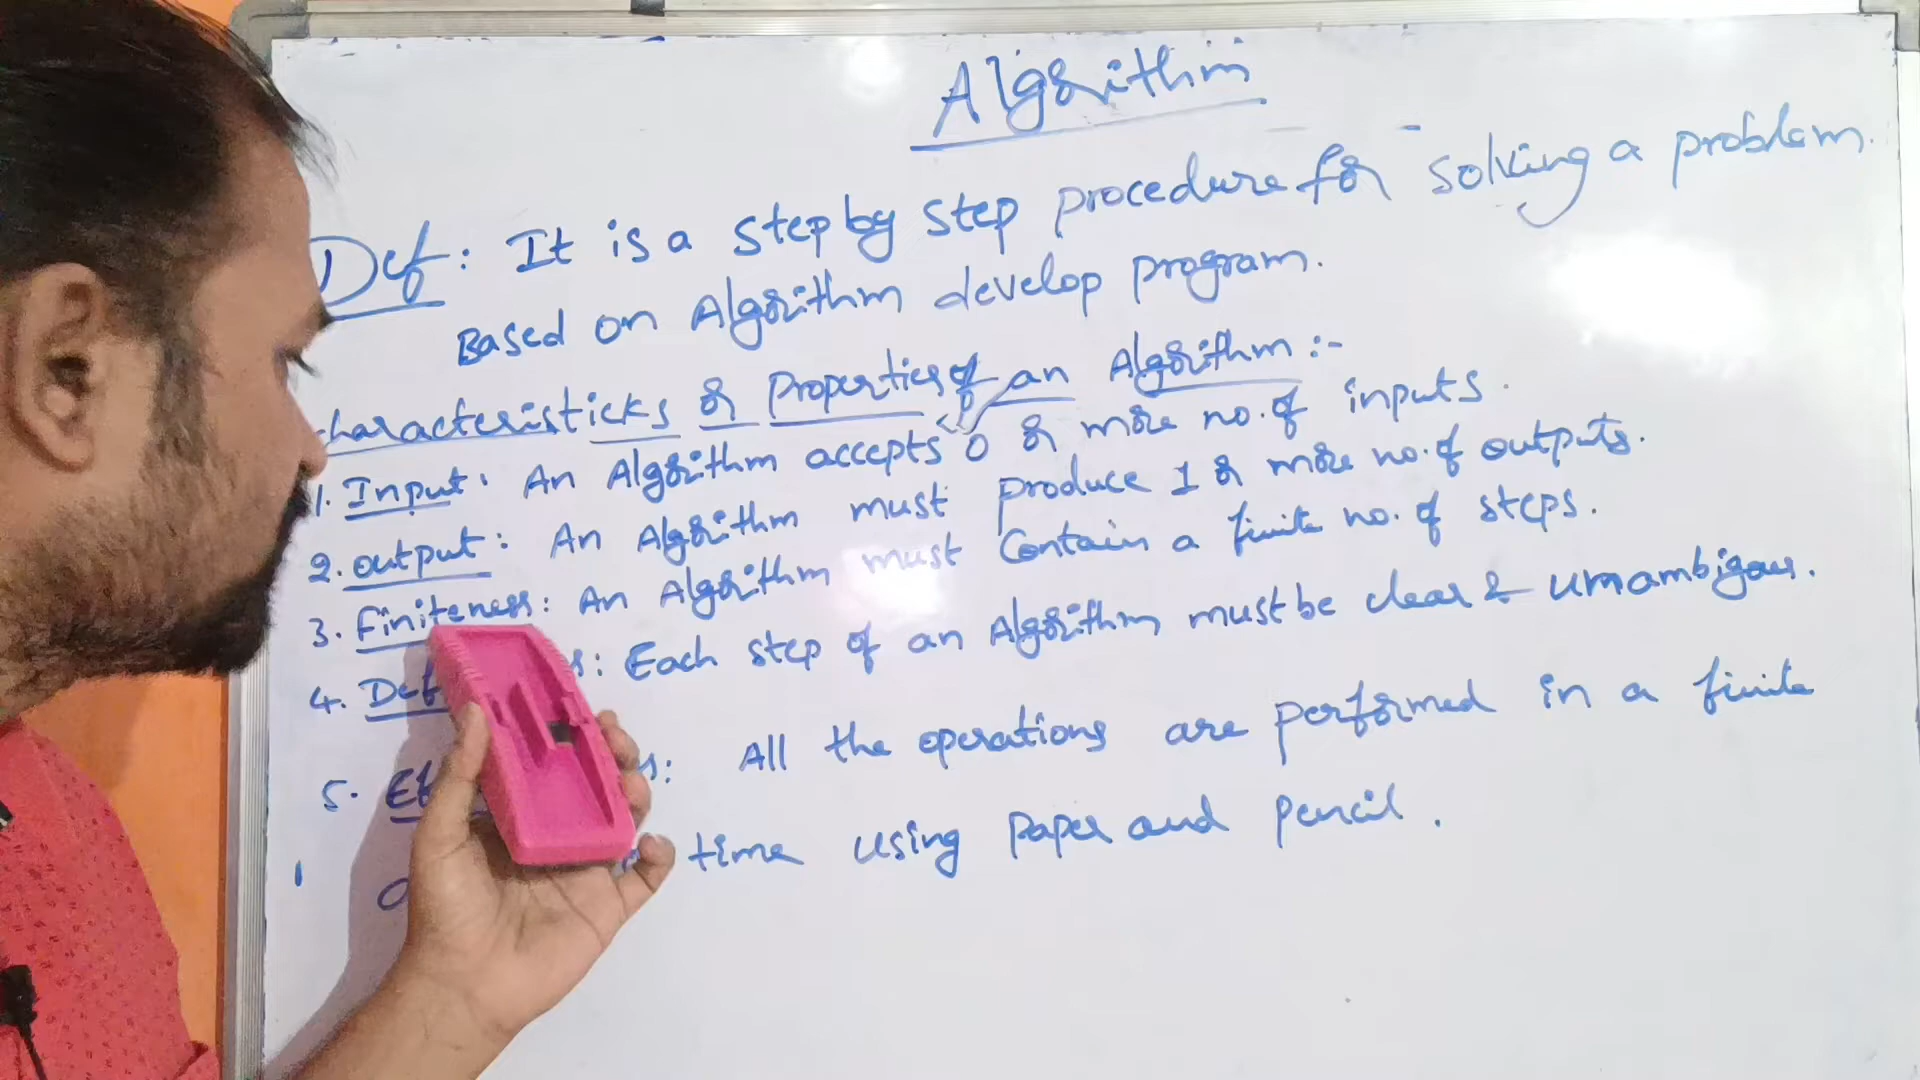 Algorithm
Def: It is a step by step procedure for solving a problem.
Based on Algorithm develop program.
characteristicks or Properties of an Algorithm :-
1. Input: An Algorithm accepts 0 or more no. of inputs.
2. output: An Algorithm must produce 1 or more no. of outputs.
3. Finiteness: An Algorithm must contain a finite no. of steps.
4. Def s: Each step of an Algorithm must be clear & unambigous.
5. Ef s: All the operations are performed in a finite
time using paper and pencil.